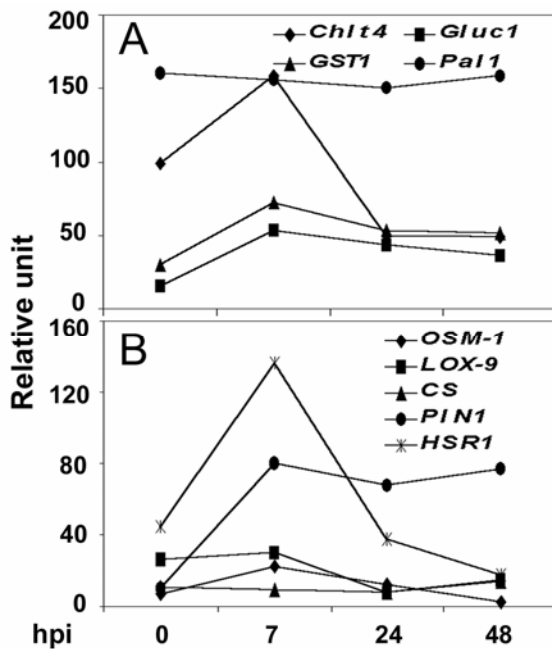 A
Chlt4 Gluc1
GST1 Pal1
200
150
100
50
0
Relative unit
B
OSM-1
LOX-9
CS
PIN1
HSR1
160
120
80
40
0
hpi 0 7 24 48